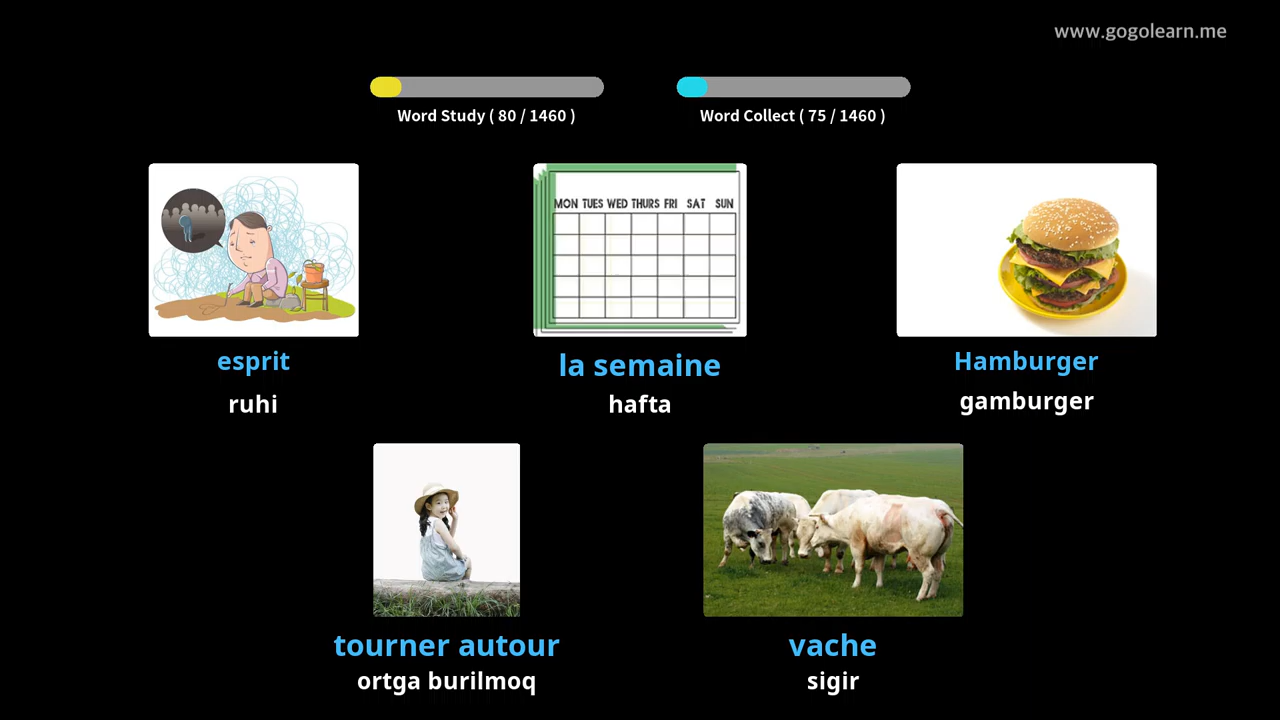 www.gogolearn.me
Word Study ( 80 / 1460 )
Word Collect ( 75 / 1460 )
MON TUES WED THURS FRI SAT SUN
esprit
ruhi
la semaine
hafta
Hamburger
gamburger
tourner autour
ortga burilmoq
vache
sigir